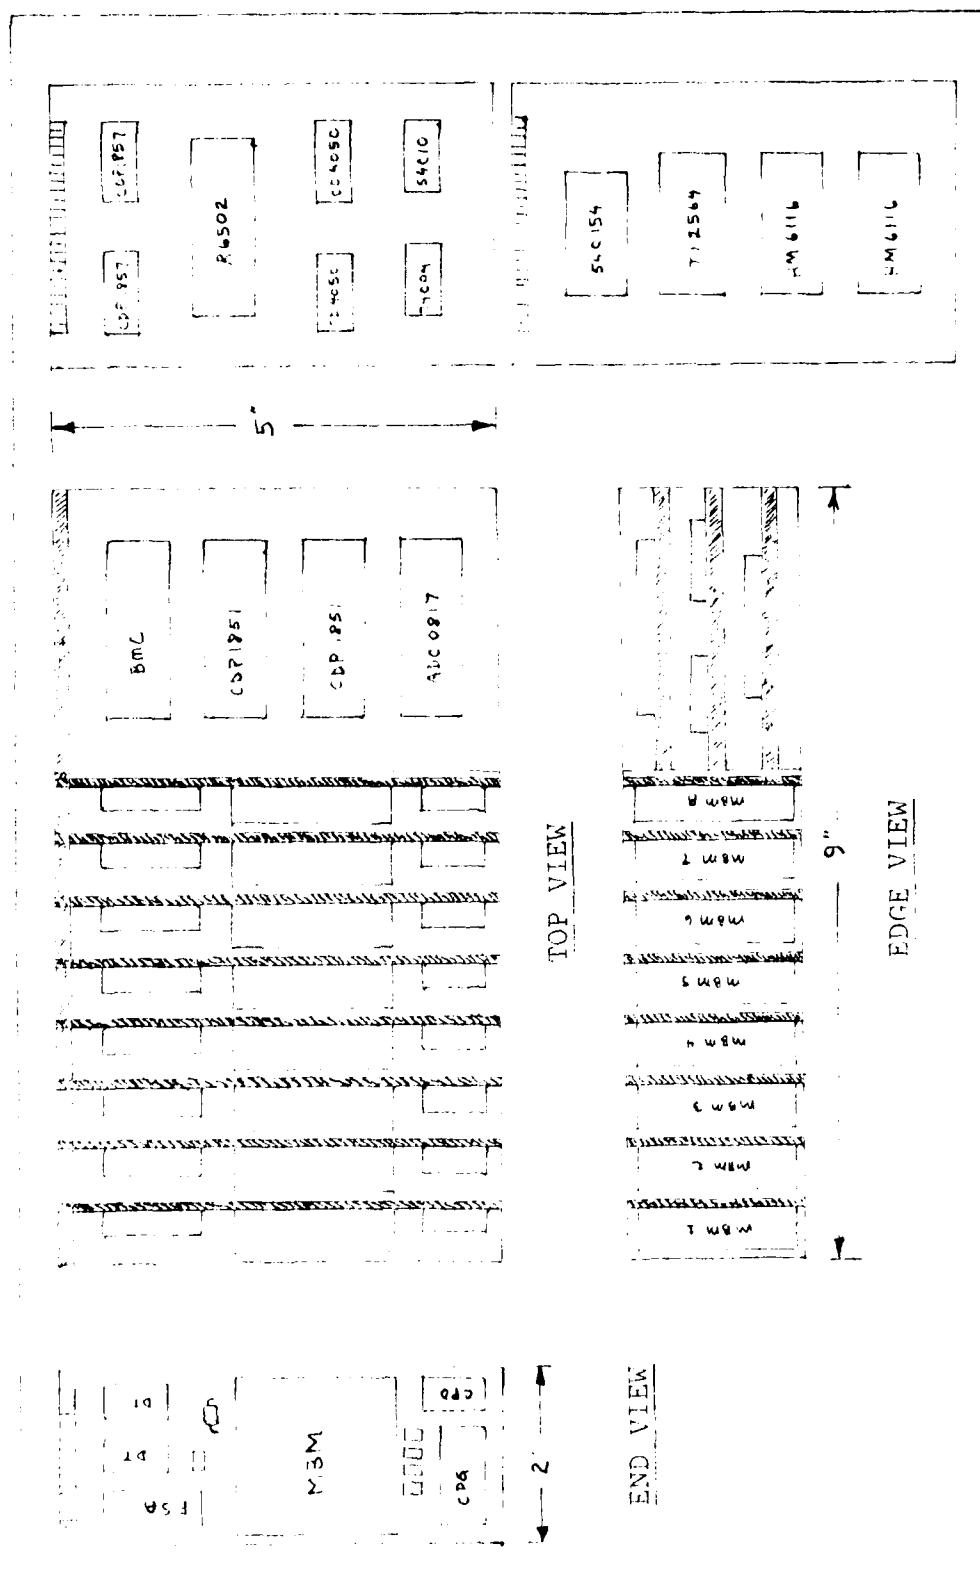 CDP1857
CDP1857
R6502
CD4050
CD4050
54C10
54C154
TI2564
HM6116
HM6116
5"
BMC
CDP1851
CDP1851
ADC0817
TOP VIEW
MBM 8
MBM 7
MBM 6
MBM 5
MBM 4
MBM 3
MBM 2
MBM 1
9"
EDGE VIEW
FSA
DT
DT
MBM
CPG
CPD
2"
END VIEW